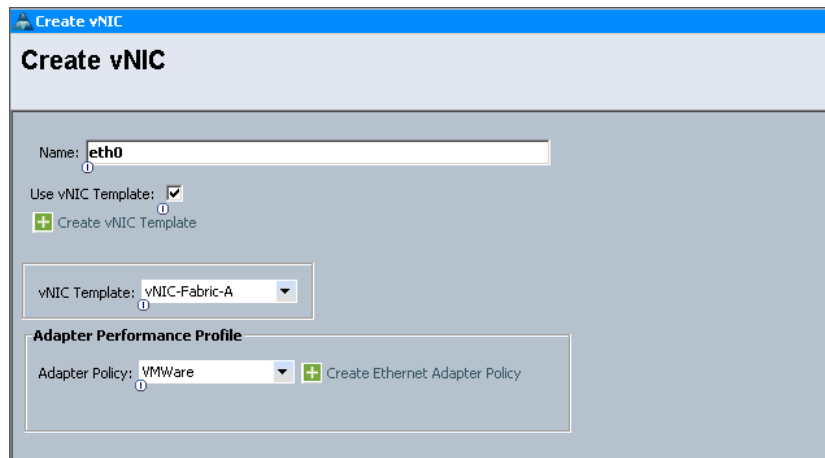 Create vNIC
Create vNIC
Name: eth0
Use vNIC Template:
Create vNIC Template
vNIC Template: vNIC-Fabric-A
Adapter Performance Profile
Adapter Policy: VMWare Create Ethernet Adapter Policy